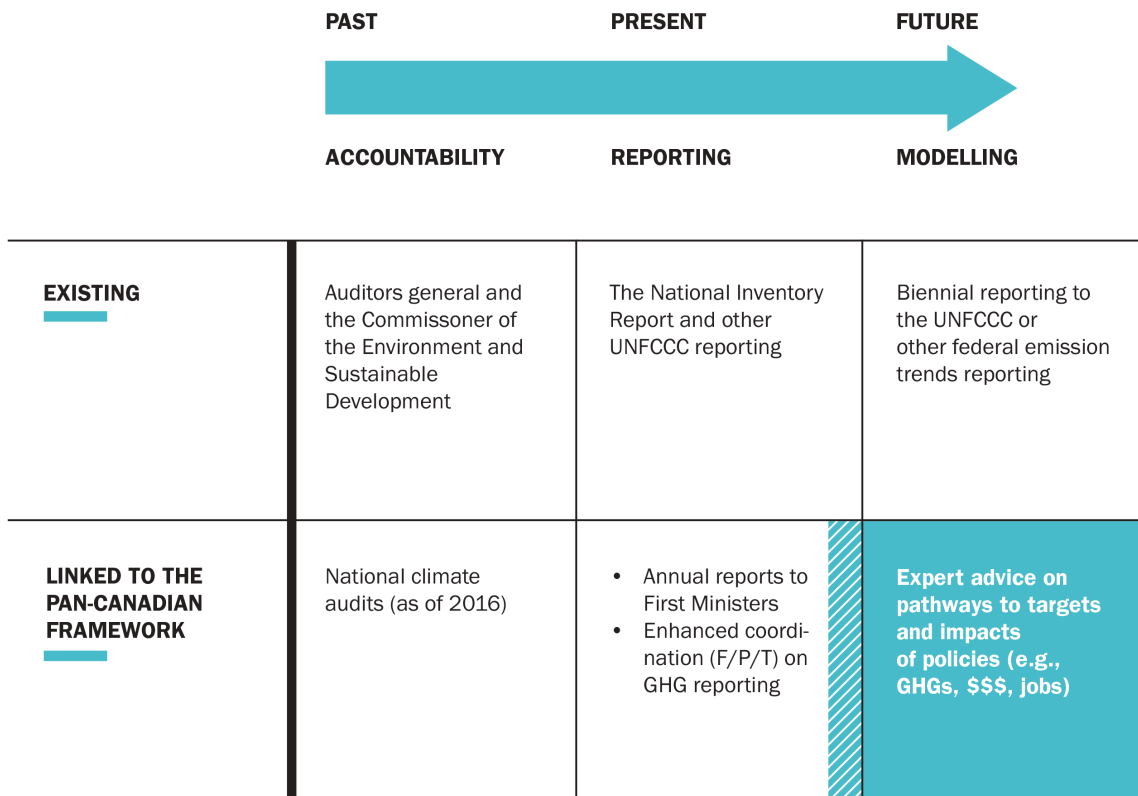 PAST
PRESENT
FUTURE
ACCOUNTABILITY
REPORTING
MODELLING
EXISTING
Auditors general and
the Commissoner of
the Environment and
Sustainable
Development
The National Inventory
Report and other
UNFCCC reporting
Biennial reporting to
the UNFCCC or
other federal emission
trends reporting
LINKED TO THE
PAN-CANADIAN
FRAMEWORK
National climate
audits (as of 2016)
• Annual reports to
First Ministers
• Enhanced coordi-
nation (F/P/T) on
GHG reporting
Expert advice on
pathways to targets
and impacts
of policies (e.g.,
GHGs, $$$, jobs)